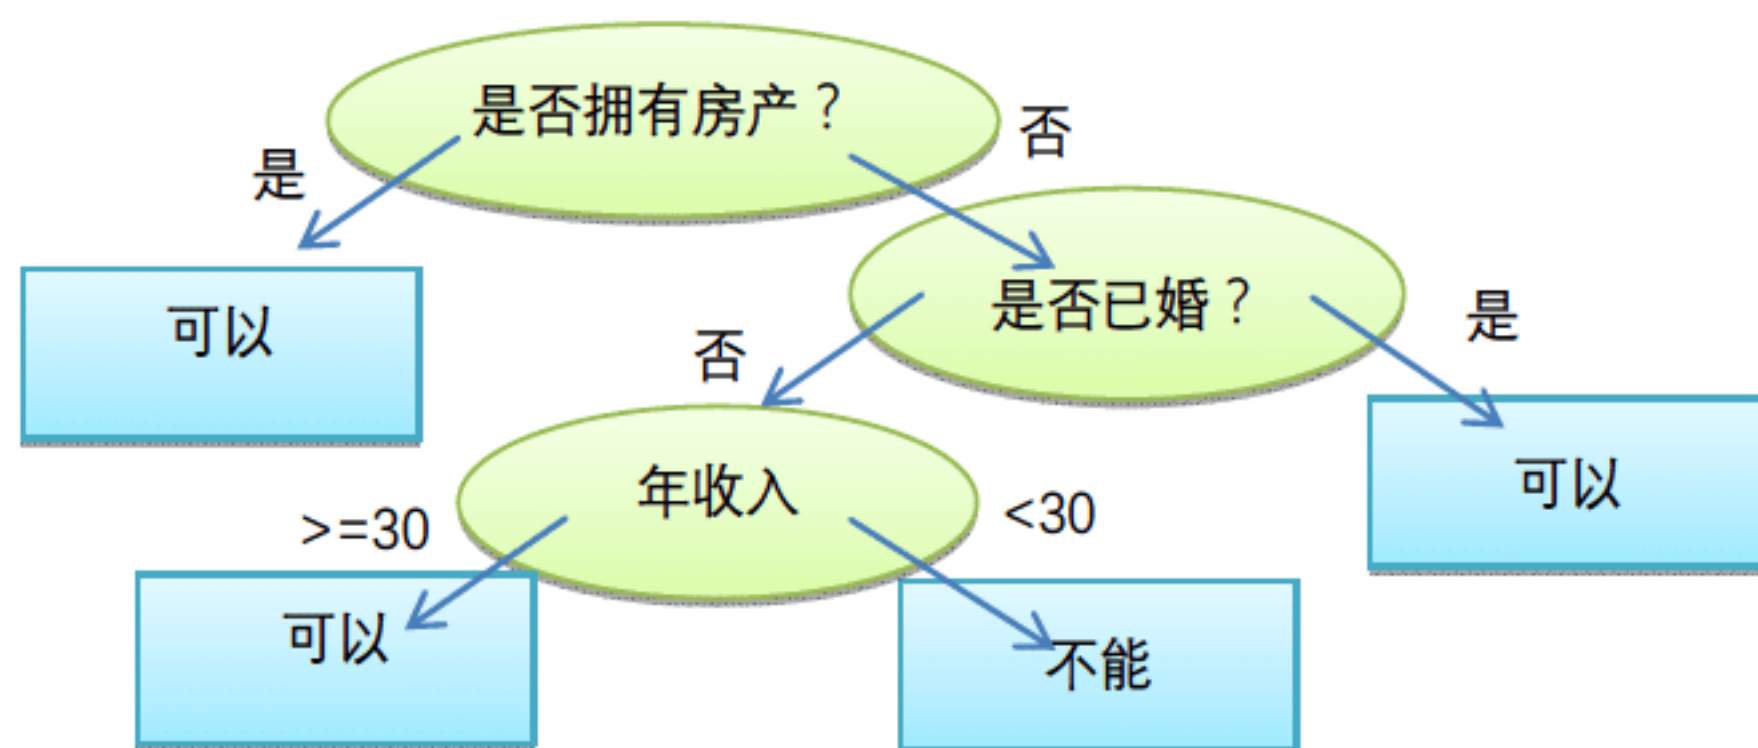 是否拥有房产？
是
否
可以
是否已婚？
否
是
年收入
可以
>=30
<30
可以
不能